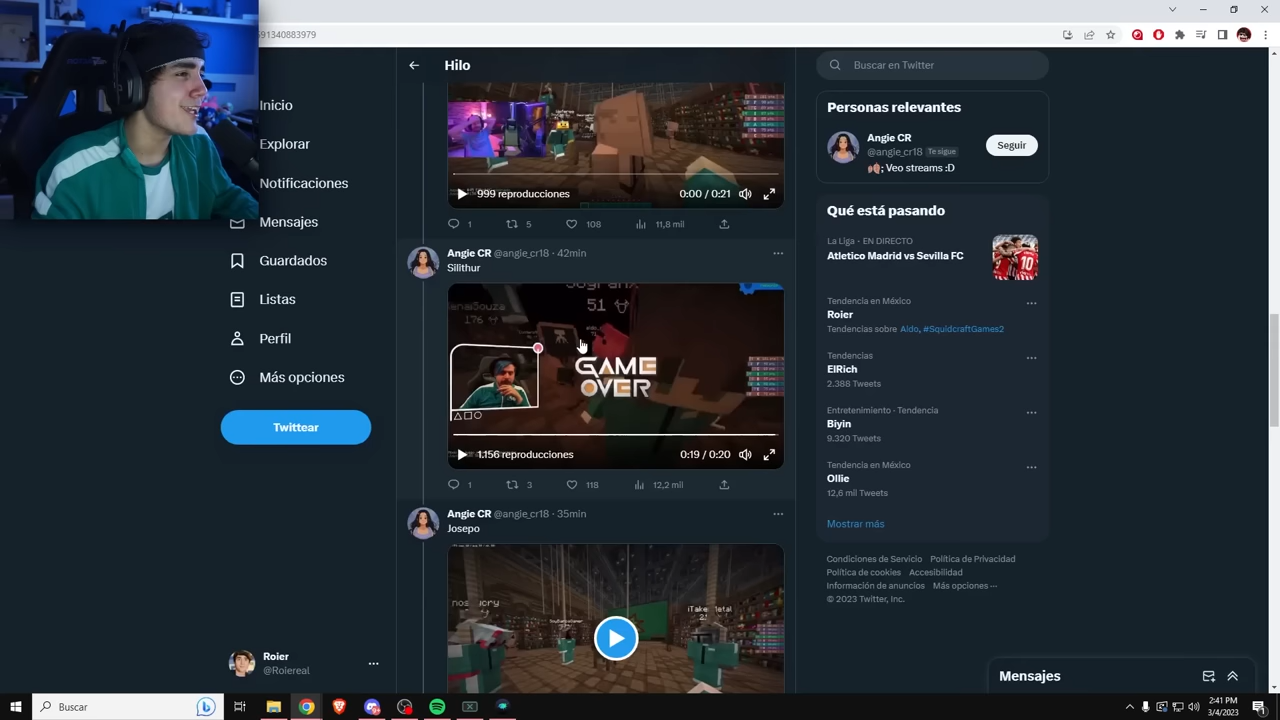 591340883979
Hilo
Buscar en Twitter
Inicio
Explorar
Notificaciones
Mensajes
Guardados
Listas
Perfil
Más opciones
Twittear
Roier
@Roiereal
999 reproducciones
0:00 / 0:21
1
5
108
11,8 mil
Angie CR @angie_cr18 · 42min
Silithur
51
176
GAME
OVER
1.156 reproducciones
0:19 / 0:20
1
3
118
12,2 mil
Angie CR @angie_cr18 · 35min
Josepo
Personas relevantes
Angie CR
@angie_cr18 Te sigue
Seguir
; Veo streams :D
Qué está pasando
La Liga · EN DIRECTO
Atletico Madrid vs Sevilla FC
Tendencia en México
Roier
Tendencias sobre Aldo, #SquidcraftGames2
Tendencias
ElRich
2.388 Tweets
Entretenimiento · Tendencia
Biyin
9.320 Tweets
Tendencia en México
Ollie
12,6 mil Tweets
Mostrar más
Condiciones de Servicio Política de Privacidad
Política de cookies Accesibilidad
Información de anuncios Más opciones ···
© 2023 Twitter, Inc.
Mensajes
Buscar
2:41 PM
3/4/2023